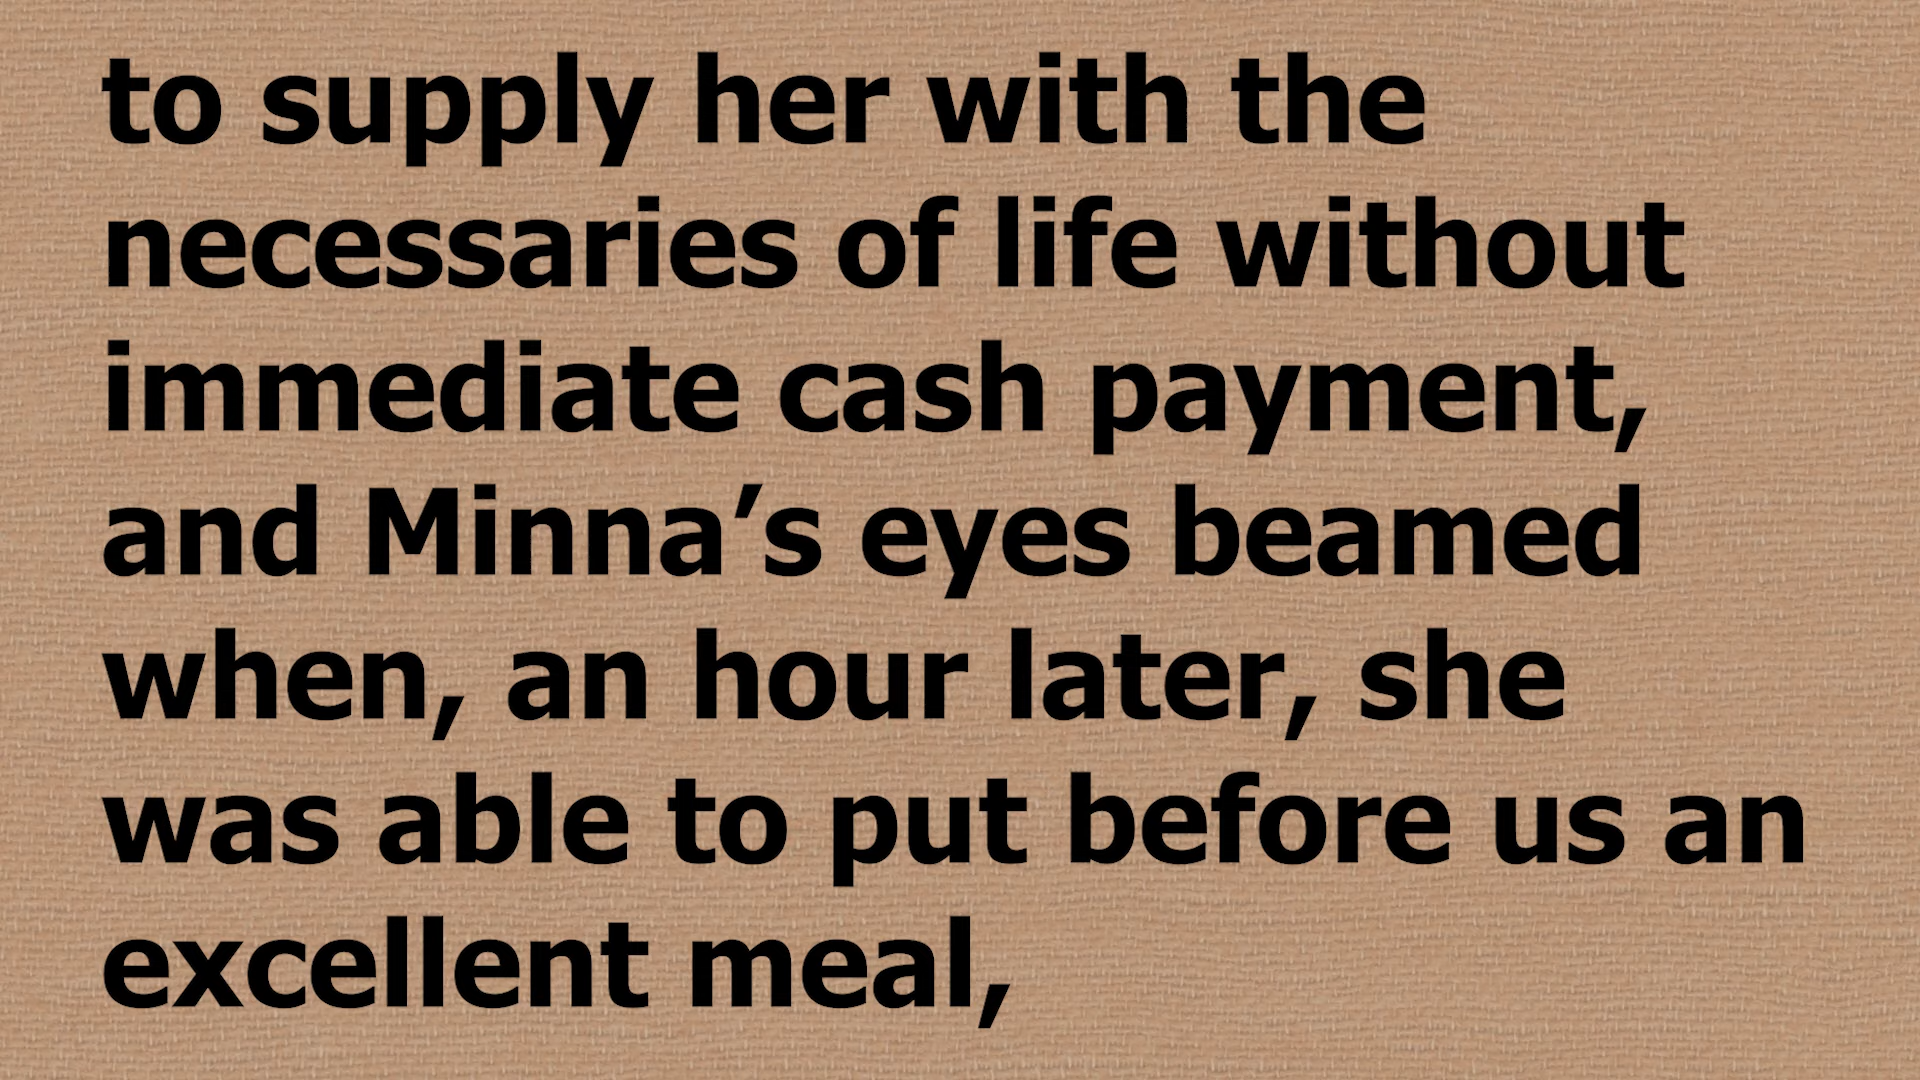 to supply her with the
necessaries of life without
immediate cash payment,
and Minna’s eyes beamed
when, an hour later, she
was able to put before us an
excellent meal,